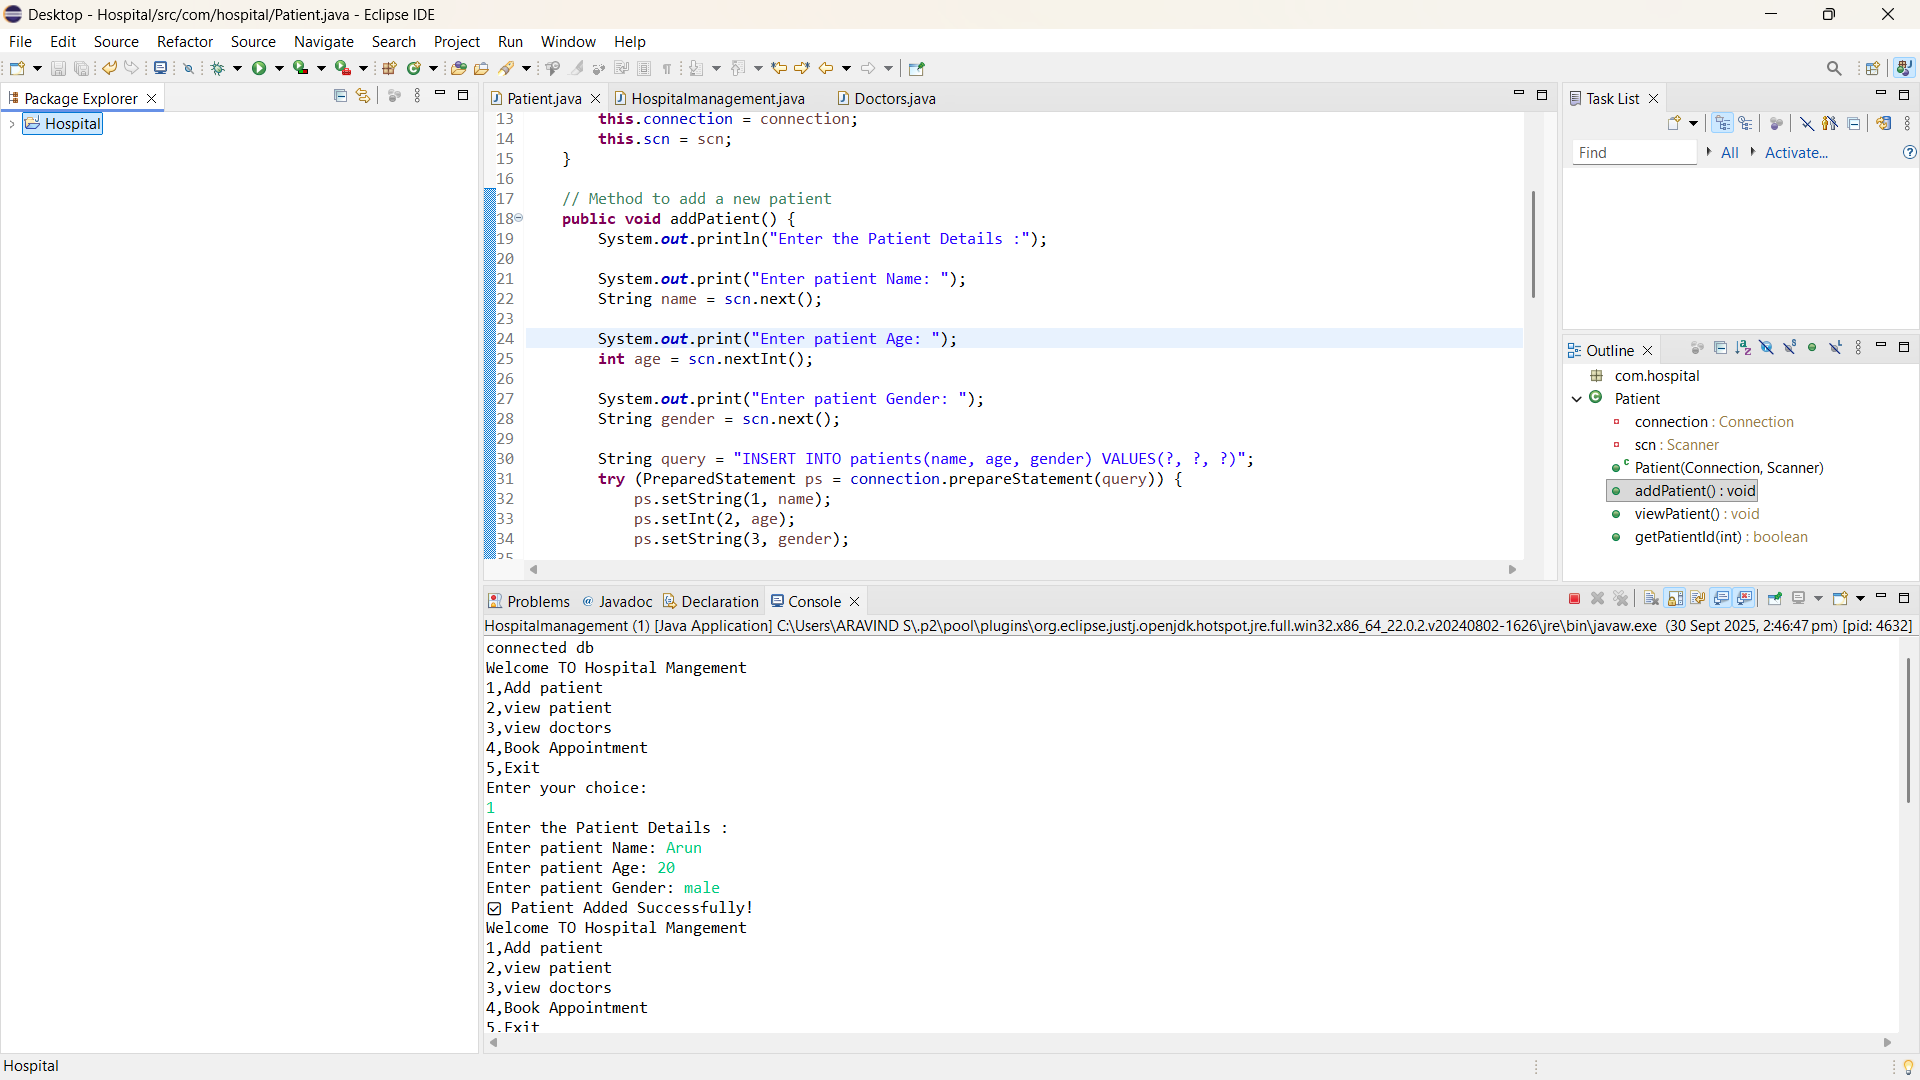 Desktop - Hospital/src/com/hospital/Patient.java - Eclipse IDE
File Edit Source Refactor Source Navigate Search Project Run Window Help
Package Explorer
Hospital
Patient.java Hospitalmanagement.java Doctors.java
13 this.connection = connection;
14 this.scn = scn;
15 }
16
17 // Method to add a new patient
18 public void addPatient() {
19 System.out.println("Enter the Patient Details :");
20
21 System.out.print("Enter patient Name: ");
22 String name = scn.next();
23
24 System.out.print("Enter patient Age: ");
25 int age = scn.nextInt();
26
27 System.out.print("Enter patient Gender: ");
28 String gender = scn.next();
29
30 String query = "INSERT INTO patients(name, age, gender) VALUES(?, ?, ?)";
31 try (PreparedStatement ps = connection.prepareStatement(query)) {
32 ps.setString(1, name);
33 ps.setInt(2, age);
34 ps.setString(3, gender);
35
Task List
Find All Activate...
Outline
com.hospital
Patient
connection : Connection
scn : Scanner
Patient(Connection, Scanner)
addPatient() : void
viewPatient() : void
getPatientId(int) : boolean
Problems Javadoc Declaration Console
Hospitalmanagement (1) [Java Application] C:\Users\ARAVIND S\.p2\pool\plugins\org.eclipse.justj.openjdk.hotspot.jre.full.win32.x86_64_22.0.2.v20240802-1626\jre\bin\javaw.exe (30 Sept 2025, 2:46:47 pm) [pid: 4632]
connected db
Welcome TO Hospital Mangement
1,Add patient
2,view patient
3,view doctors
4,Book Appointment
5,Exit
Enter your choice:
1
Enter the Patient Details :
Enter patient Name: Arun
Enter patient Age: 20
Enter patient Gender: male
☑ Patient Added Successfully!
Welcome TO Hospital Mangement
1,Add patient
2,view patient
3,view doctors
4,Book Appointment
5,Exit
Hospital